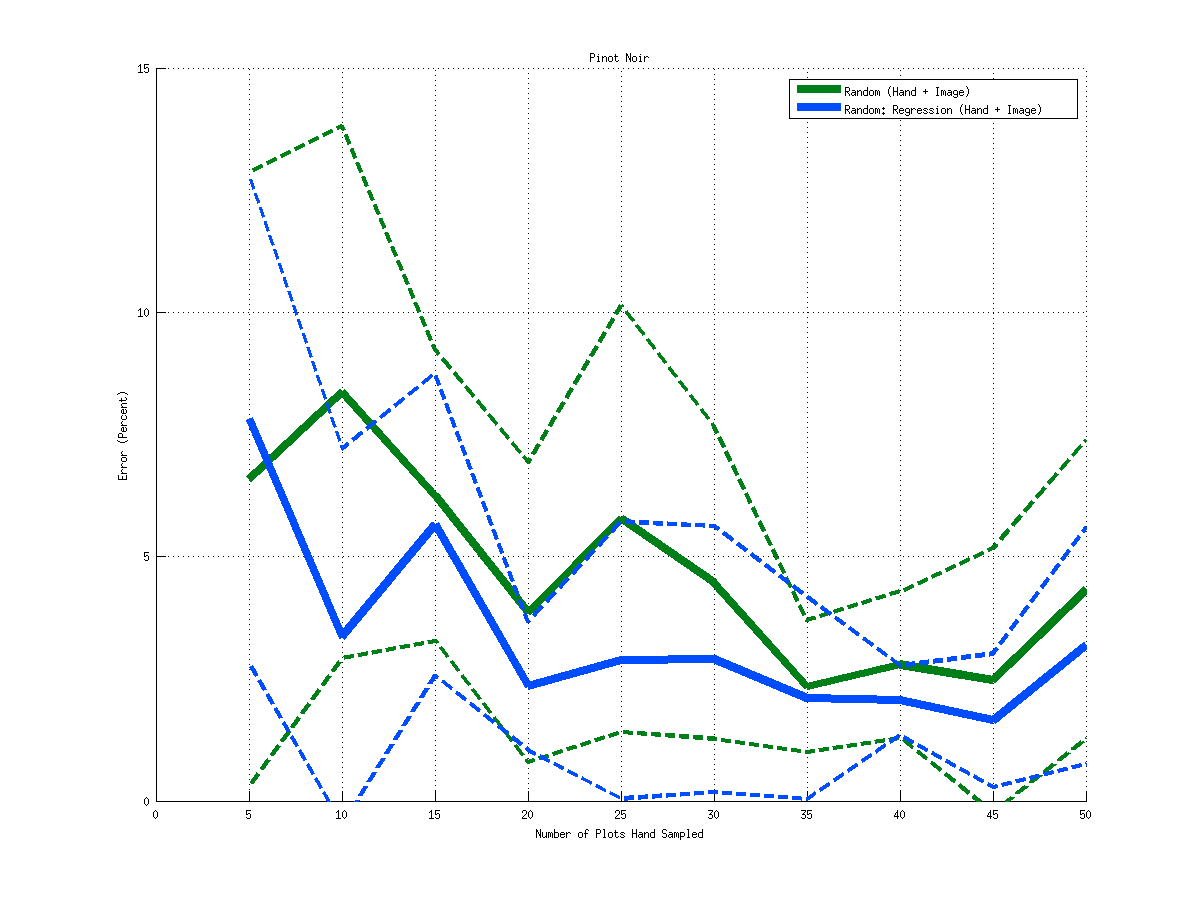 Pinot Noir
15
Random (Hand + Image)
Random: Regression (Hand + Image)
10
Error (Percent)
5
0
0 5 10 15 20 25 30 35 40 45 50
Number of Plots Hand Sampled